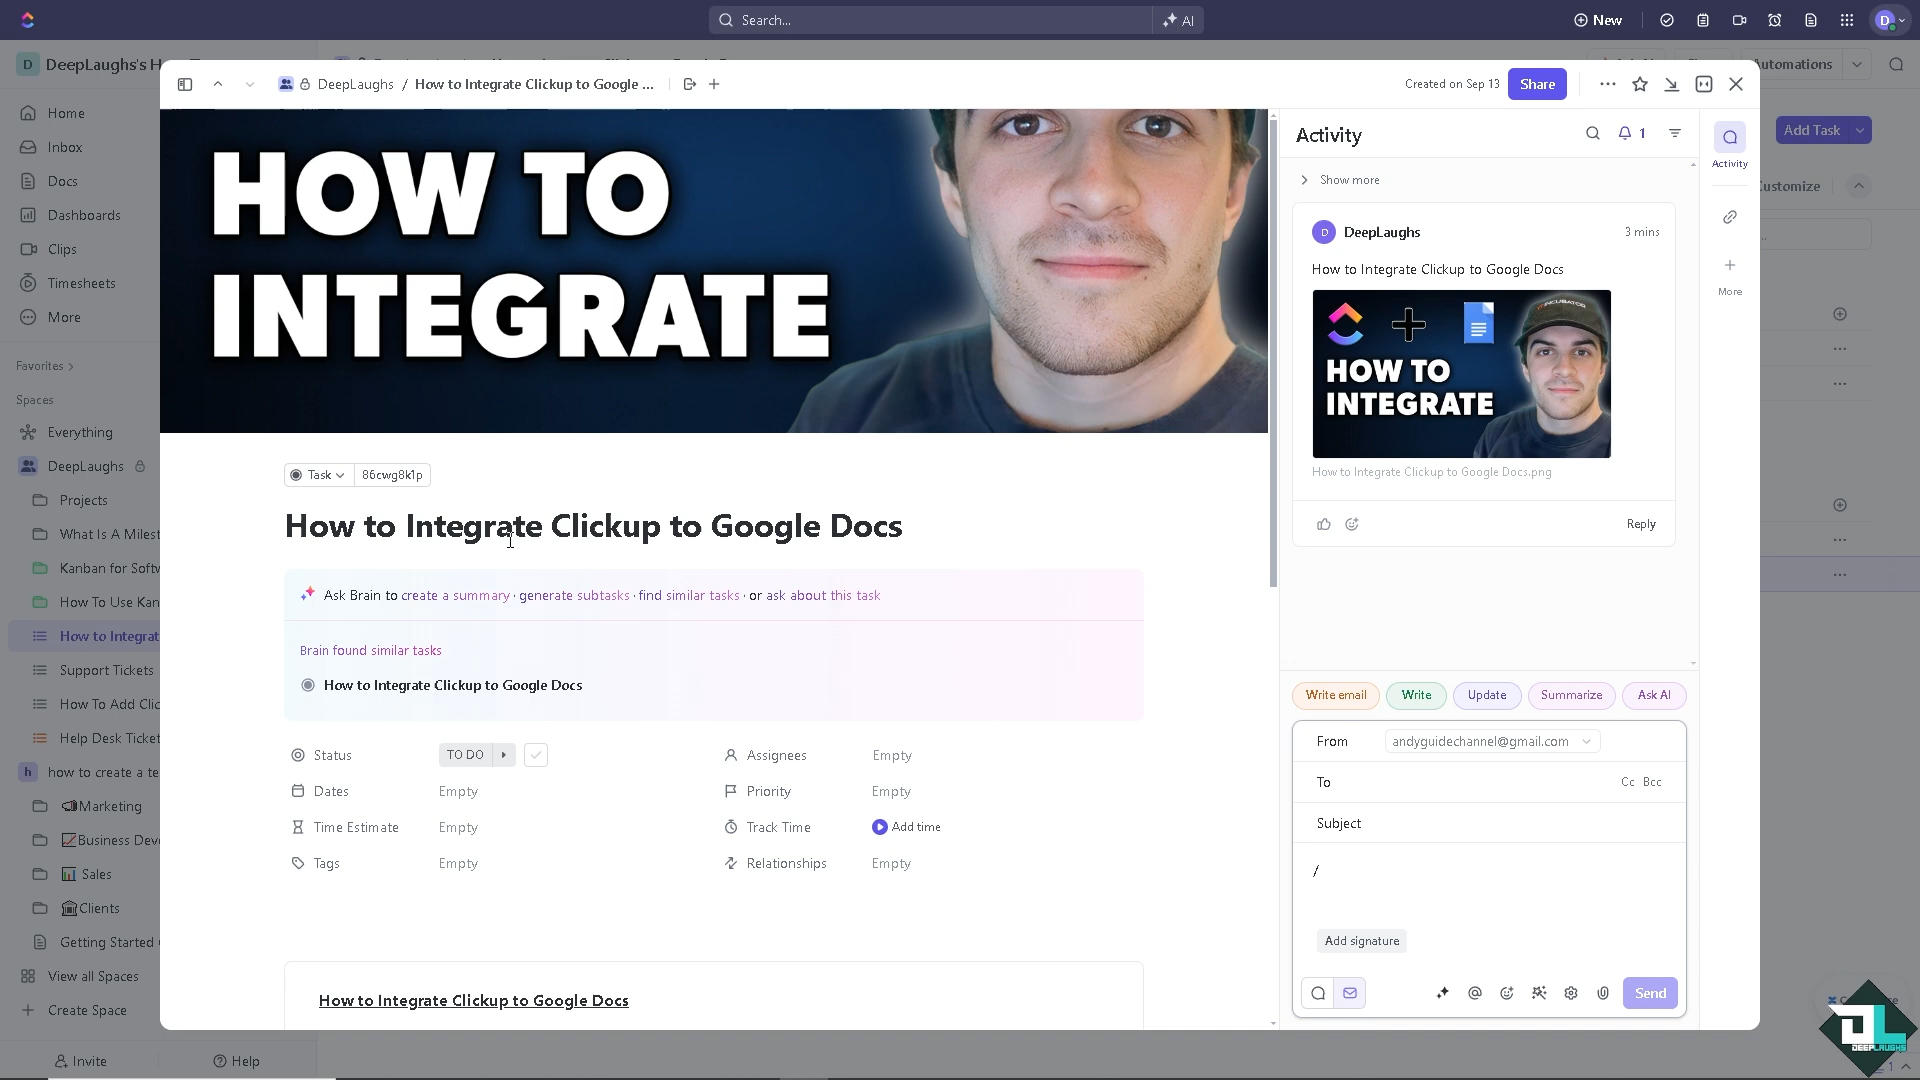 Search...
AI
New
D
D
DeepLaughs's H
Automations
DeepLaughs / How to Integrate Clickup to Google ...
Created on Sep 13
Share
Home
Inbox
Docs
Dashboards
Clips
Timesheets
More
Favorites
Spaces
Everything
DeepLaughs
Projects
What Is A Milest
Kanban for Softw
How To Use Kan
How to Integrat
Support Tickets
How To Add Clic
Help Desk Ticket
h how to create a te
Marketing
Business Deve
Sales
Clients
Getting Started
View all Spaces
Create Space
Invite
Help
HOW TO
INTEGRATE
Task
86cwg8k1p
How to Integrate Clickup to Google Docs
Ask Brain to create a summary · generate subtasks · find similar tasks · or ask about this task
Brain found similar tasks
How to Integrate Clickup to Google Docs
Status
TO DO
Assignees
Empty
Dates
Empty
Priority
Empty
Time Estimate
Empty
Track Time
Add time
Tags
Empty
Relationships
Empty
How to Integrate Clickup to Google Docs
Activity
1
Show more
D
DeepLaughs
3 mins
How to Integrate Clickup to Google Docs
HOW TO
INTEGRATE
How to Integrate Clickup to Google Docs.png
Reply
Write email
Write
Update
Summarize
Ask AI
From
andyguidechannel@gmail.com
To
Cc
Bcc
Subject
/
Add signature
Send
Activity
More
Add Task
Customize
DEEPLAUGHS